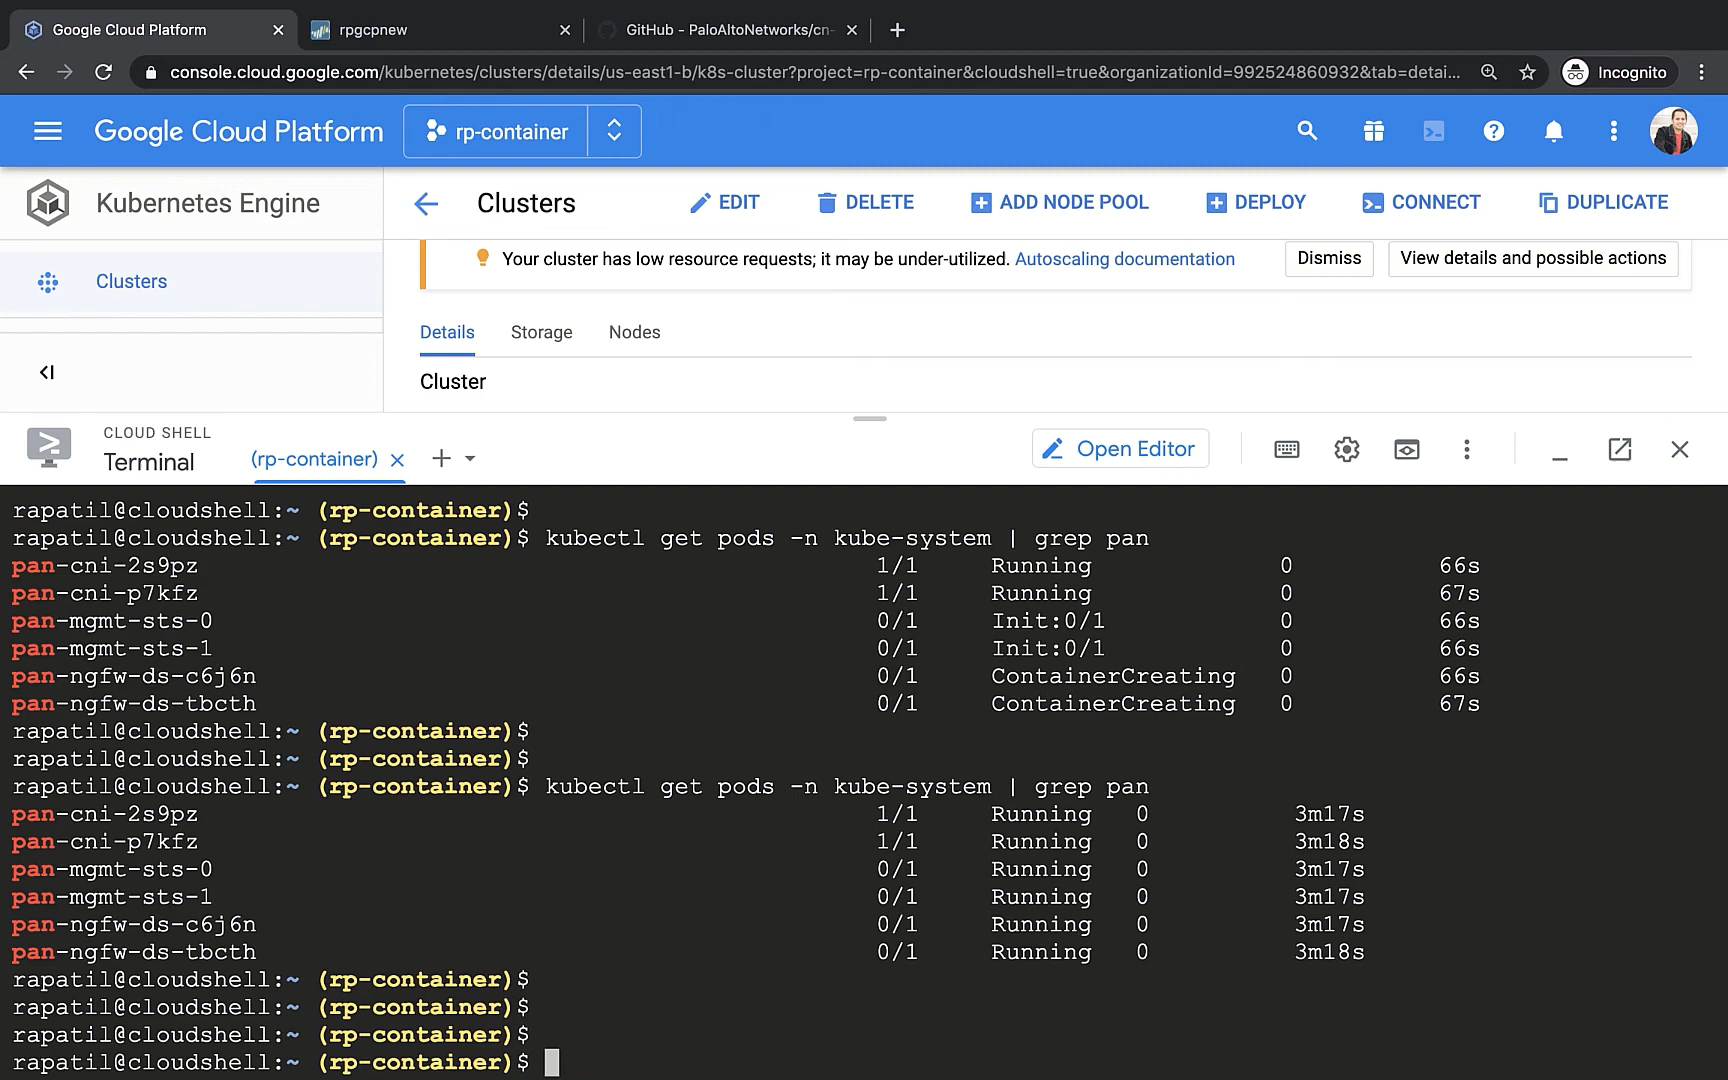 Google Cloud Platform
rpgcpnew
GitHub - PaloAltoNetworks/cn-
console.cloud.google.com/kubernetes/clusters/details/us-east1-b/k8s-cluster?project=rp-container&cloudshell=true&organizationId=992524860932&tab=detai...
Incognito
Google Cloud Platform
rp-container
Kubernetes Engine
Clusters
EDIT
DELETE
ADD NODE POOL
DEPLOY
CONNECT
DUPLICATE
Your cluster has low resource requests; it may be under-utilized. Autoscaling documentation
Dismiss
View details and possible actions
Clusters
Details Storage Nodes
Cluster
CLOUD SHELL
Terminal
(rp-container)
Open Editor
rapatil@cloudshell:~ (rp-container)$
rapatil@cloudshell:~ (rp-container)$ kubectl get pods -n kube-system | grep pan
pan-cni-2s9pz 1/1 Running 0 66s
pan-cni-p7kfz 1/1 Running 0 67s
pan-mgmt-sts-0 0/1 Init:0/1 0 66s
pan-mgmt-sts-1 0/1 Init:0/1 0 66s
pan-ngfw-ds-c6j6n 0/1 ContainerCreating 0 66s
pan-ngfw-ds-tbcth 0/1 ContainerCreating 0 67s
rapatil@cloudshell:~ (rp-container)$
rapatil@cloudshell:~ (rp-container)$
rapatil@cloudshell:~ (rp-container)$ kubectl get pods -n kube-system | grep pan
pan-cni-2s9pz 1/1 Running 0 3m17s
pan-cni-p7kfz 1/1 Running 0 3m18s
pan-mgmt-sts-0 0/1 Running 0 3m17s
pan-mgmt-sts-1 0/1 Running 0 3m17s
pan-ngfw-ds-c6j6n 0/1 Running 0 3m17s
pan-ngfw-ds-tbcth 0/1 Running 0 3m18s
rapatil@cloudshell:~ (rp-container)$
rapatil@cloudshell:~ (rp-container)$
rapatil@cloudshell:~ (rp-container)$
rapatil@cloudshell:~ (rp-container)$